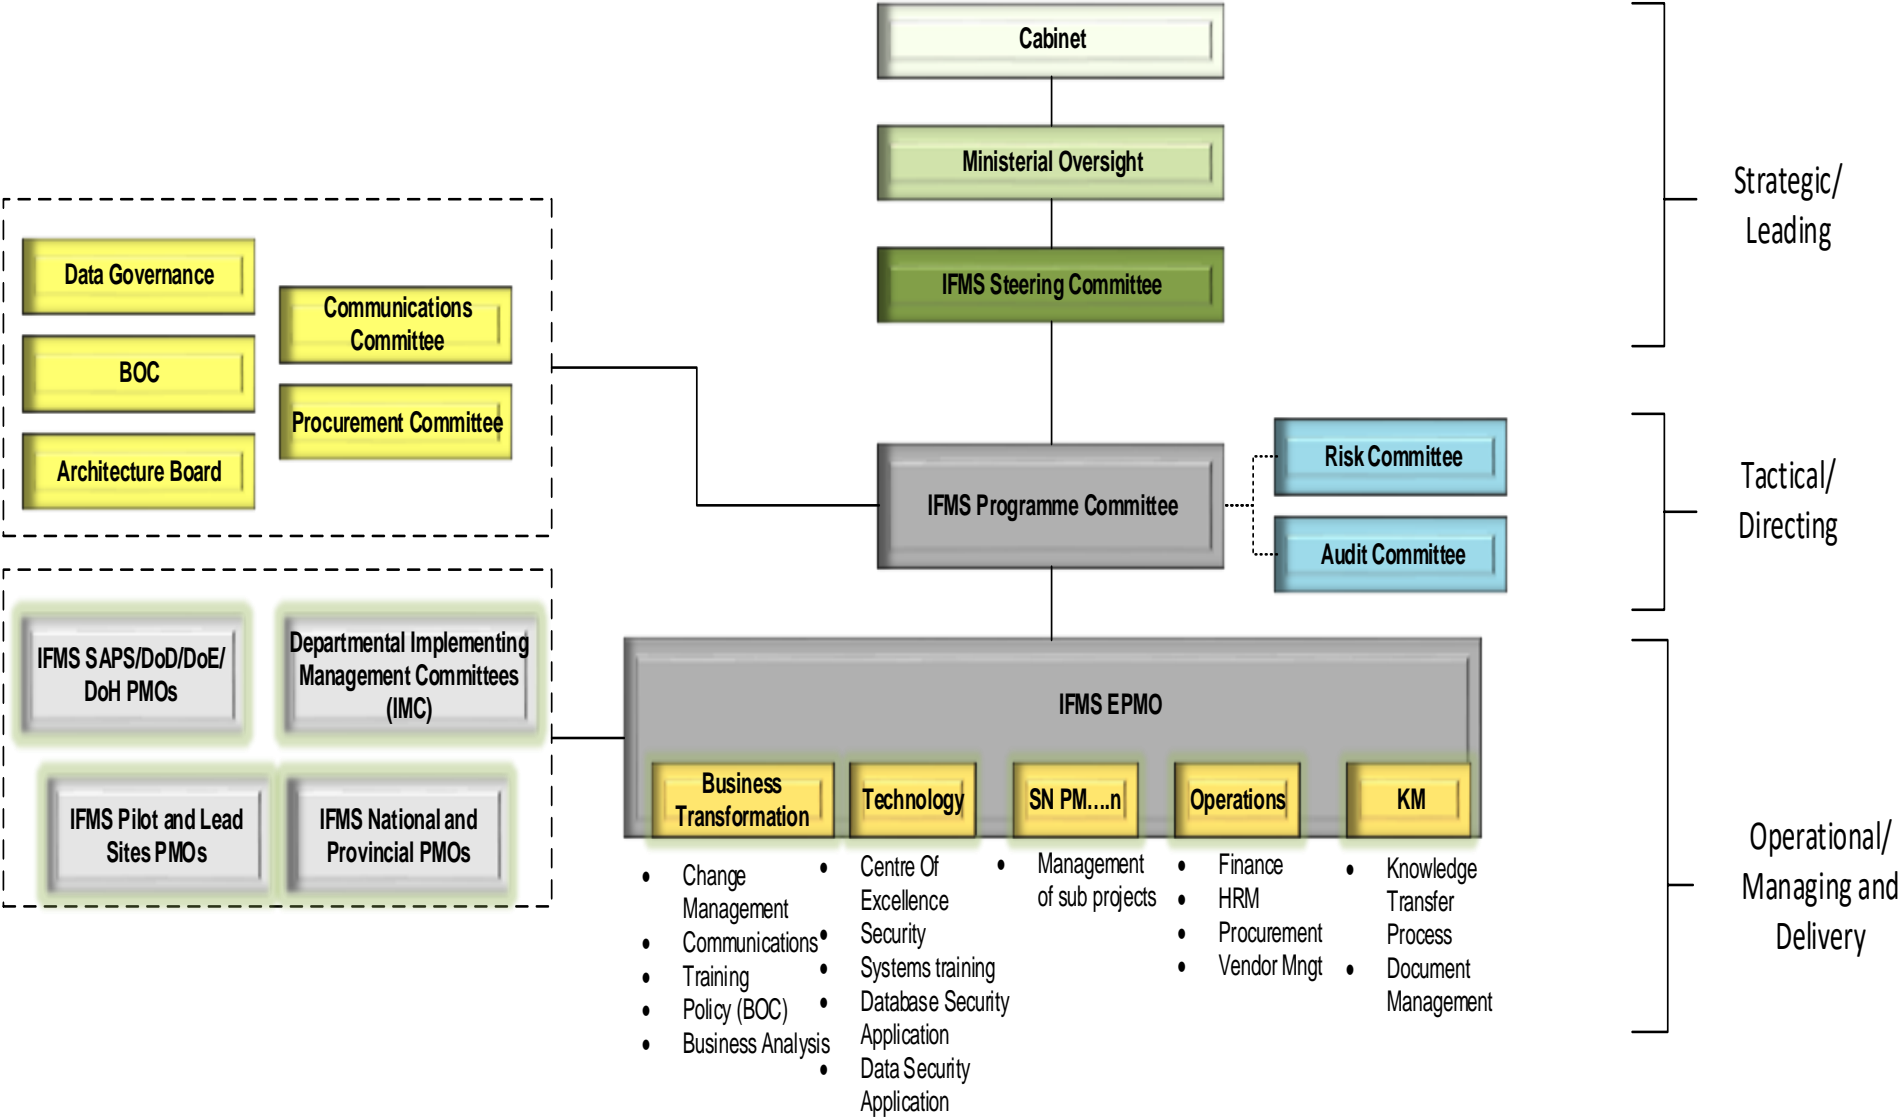 Cabinet
Ministerial Oversight
IFMS Steering Committee
Strategic/
Leading
Data Governance
BOC
Architecture Board
Communications
Committee
Procurement Committee
IFMS Programme Committee
Risk Committee
Audit Committee
Tactical/
Directing
IFMS SAPS/DoD/DoE/
DoH PMOs
Departmental Implementing
Management Committees
(IMC)
IFMS Pilot and Lead
Sites PMOs
IFMS National and
Provincial PMOs
IFMS EPMO
Business
Transformation
Technology
SN PM....n
Operations
KM
• Change
Management
• Communications
• Training
• Policy (BOC)
• Business Analysis
• Centre Of
Excellence
• Security
• Systems training
• Database Security
Application
• Data Security
Application
• Management
of sub projects
• Finance
• HRM
• Procurement
• Vendor Mngt
• Knowledge
Transfer
Process
• Document
Management
Operational/
Managing and
Delivery